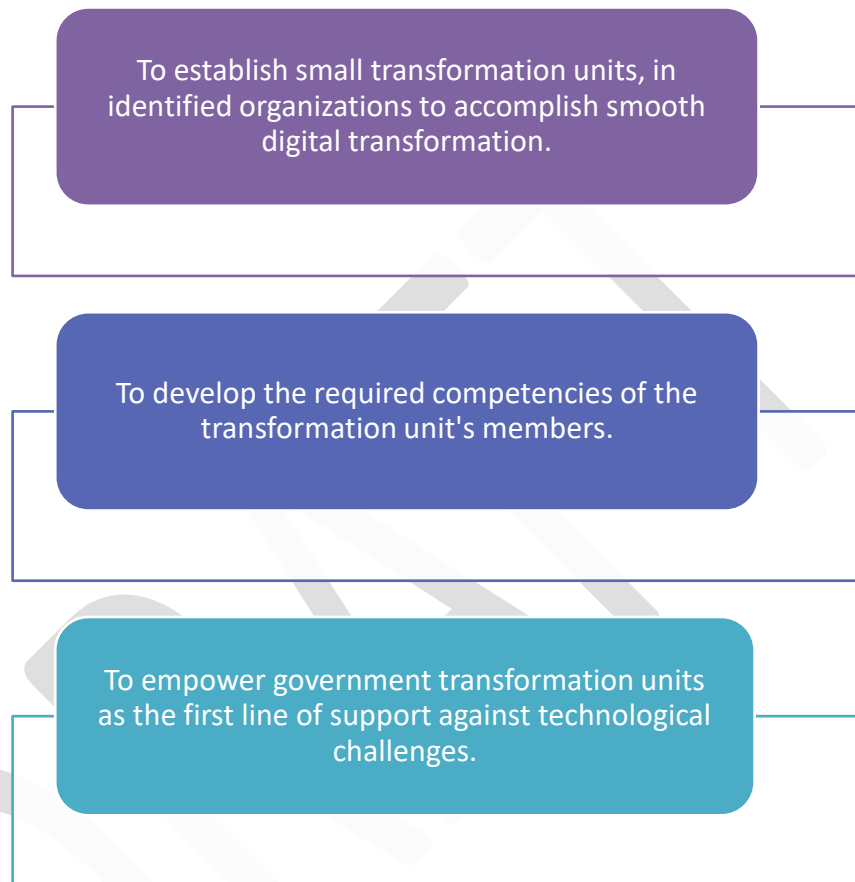 To establish small transformation units, in
identified organizations to accomplish smooth
digital transformation.
To develop the required competencies of the
transformation unit's members.
To empower government transformation units
as the first line of support against technological
challenges.